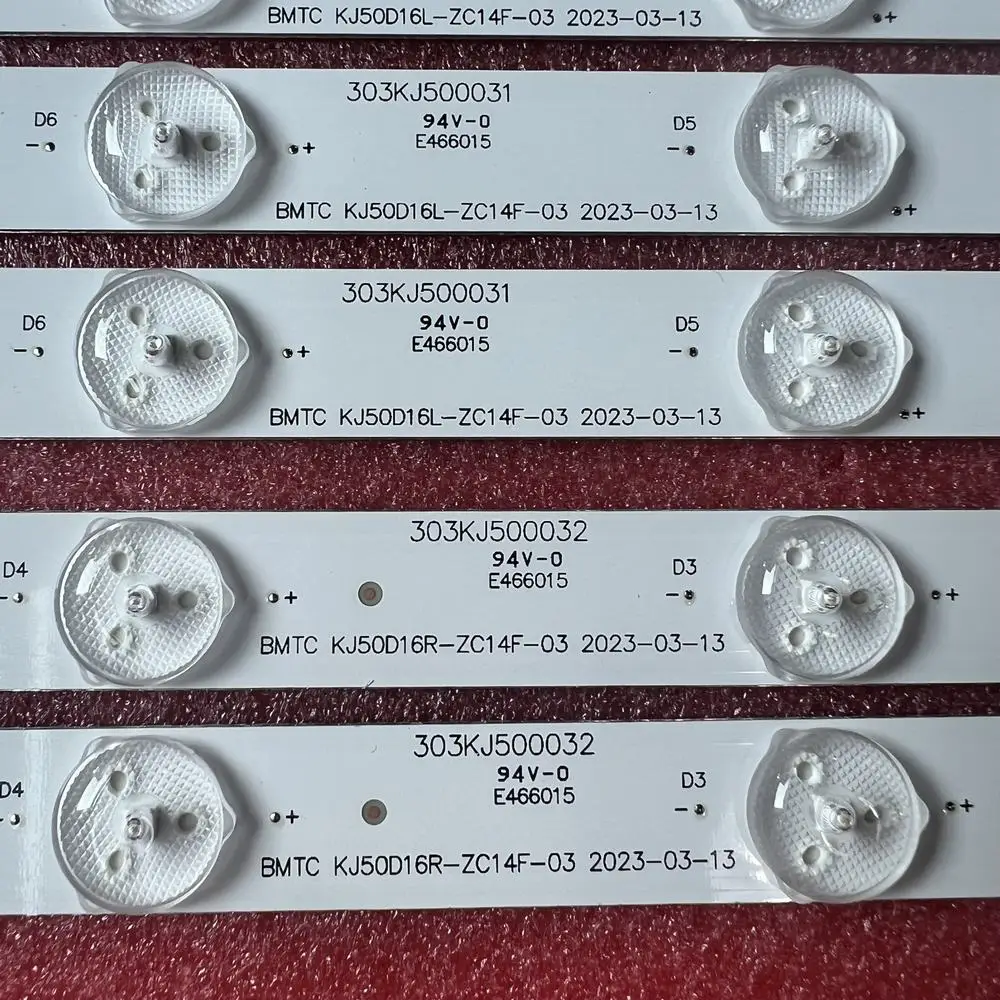 BMTC KJ50D16L-ZC14F-03 2023-03-13
+
303KJ500031
94V-0
E466015
D6
D5
- +
- +
BMTC KJ50D16L-ZC14F-03 2023-03-13
303KJ500031
94V-0
E466015
D6
D5
- +
- +
BMTC KJ50D16L-ZC14F-03 2023-03-13
303KJ500032
94V-0
E466015
D4
D3
- +
- +
BMTC KJ50D16R-ZC14F-03 2023-03-13
303KJ500032
94V-0
E466015
D4
D3
- +
- +
BMTC KJ50D16R-ZC14F-03 2023-03-13